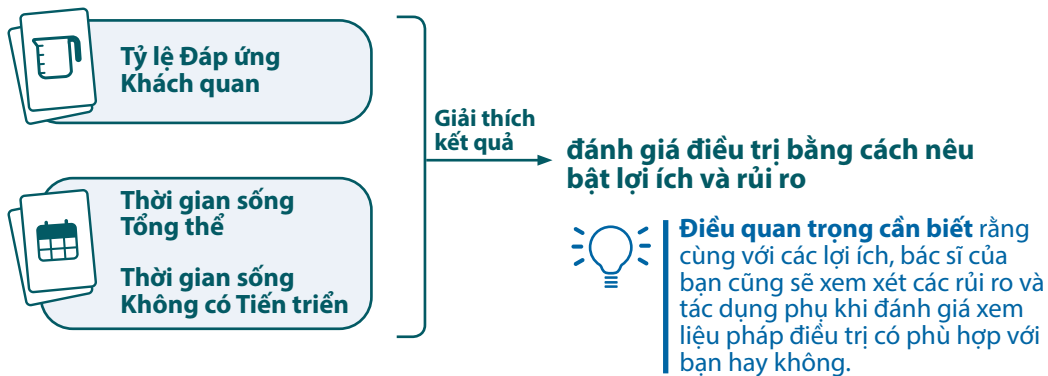 Tỷ lệ Đáp ứng
Khách quan
Thời gian sống
Tổng thể
Thời gian sống
Không có Tiến triển
Giải thích
kết quả
đánh giá điều trị bằng cách nêu
bật lợi ích và rủi ro
Điều quan trọng cần biết rằng
cùng với các lợi ích, bác sĩ của
bạn cũng sẽ xem xét các rủi ro và
tác dụng phụ khi đánh giá xem
liệu pháp điều trị có phù hợp với
bạn hay không.